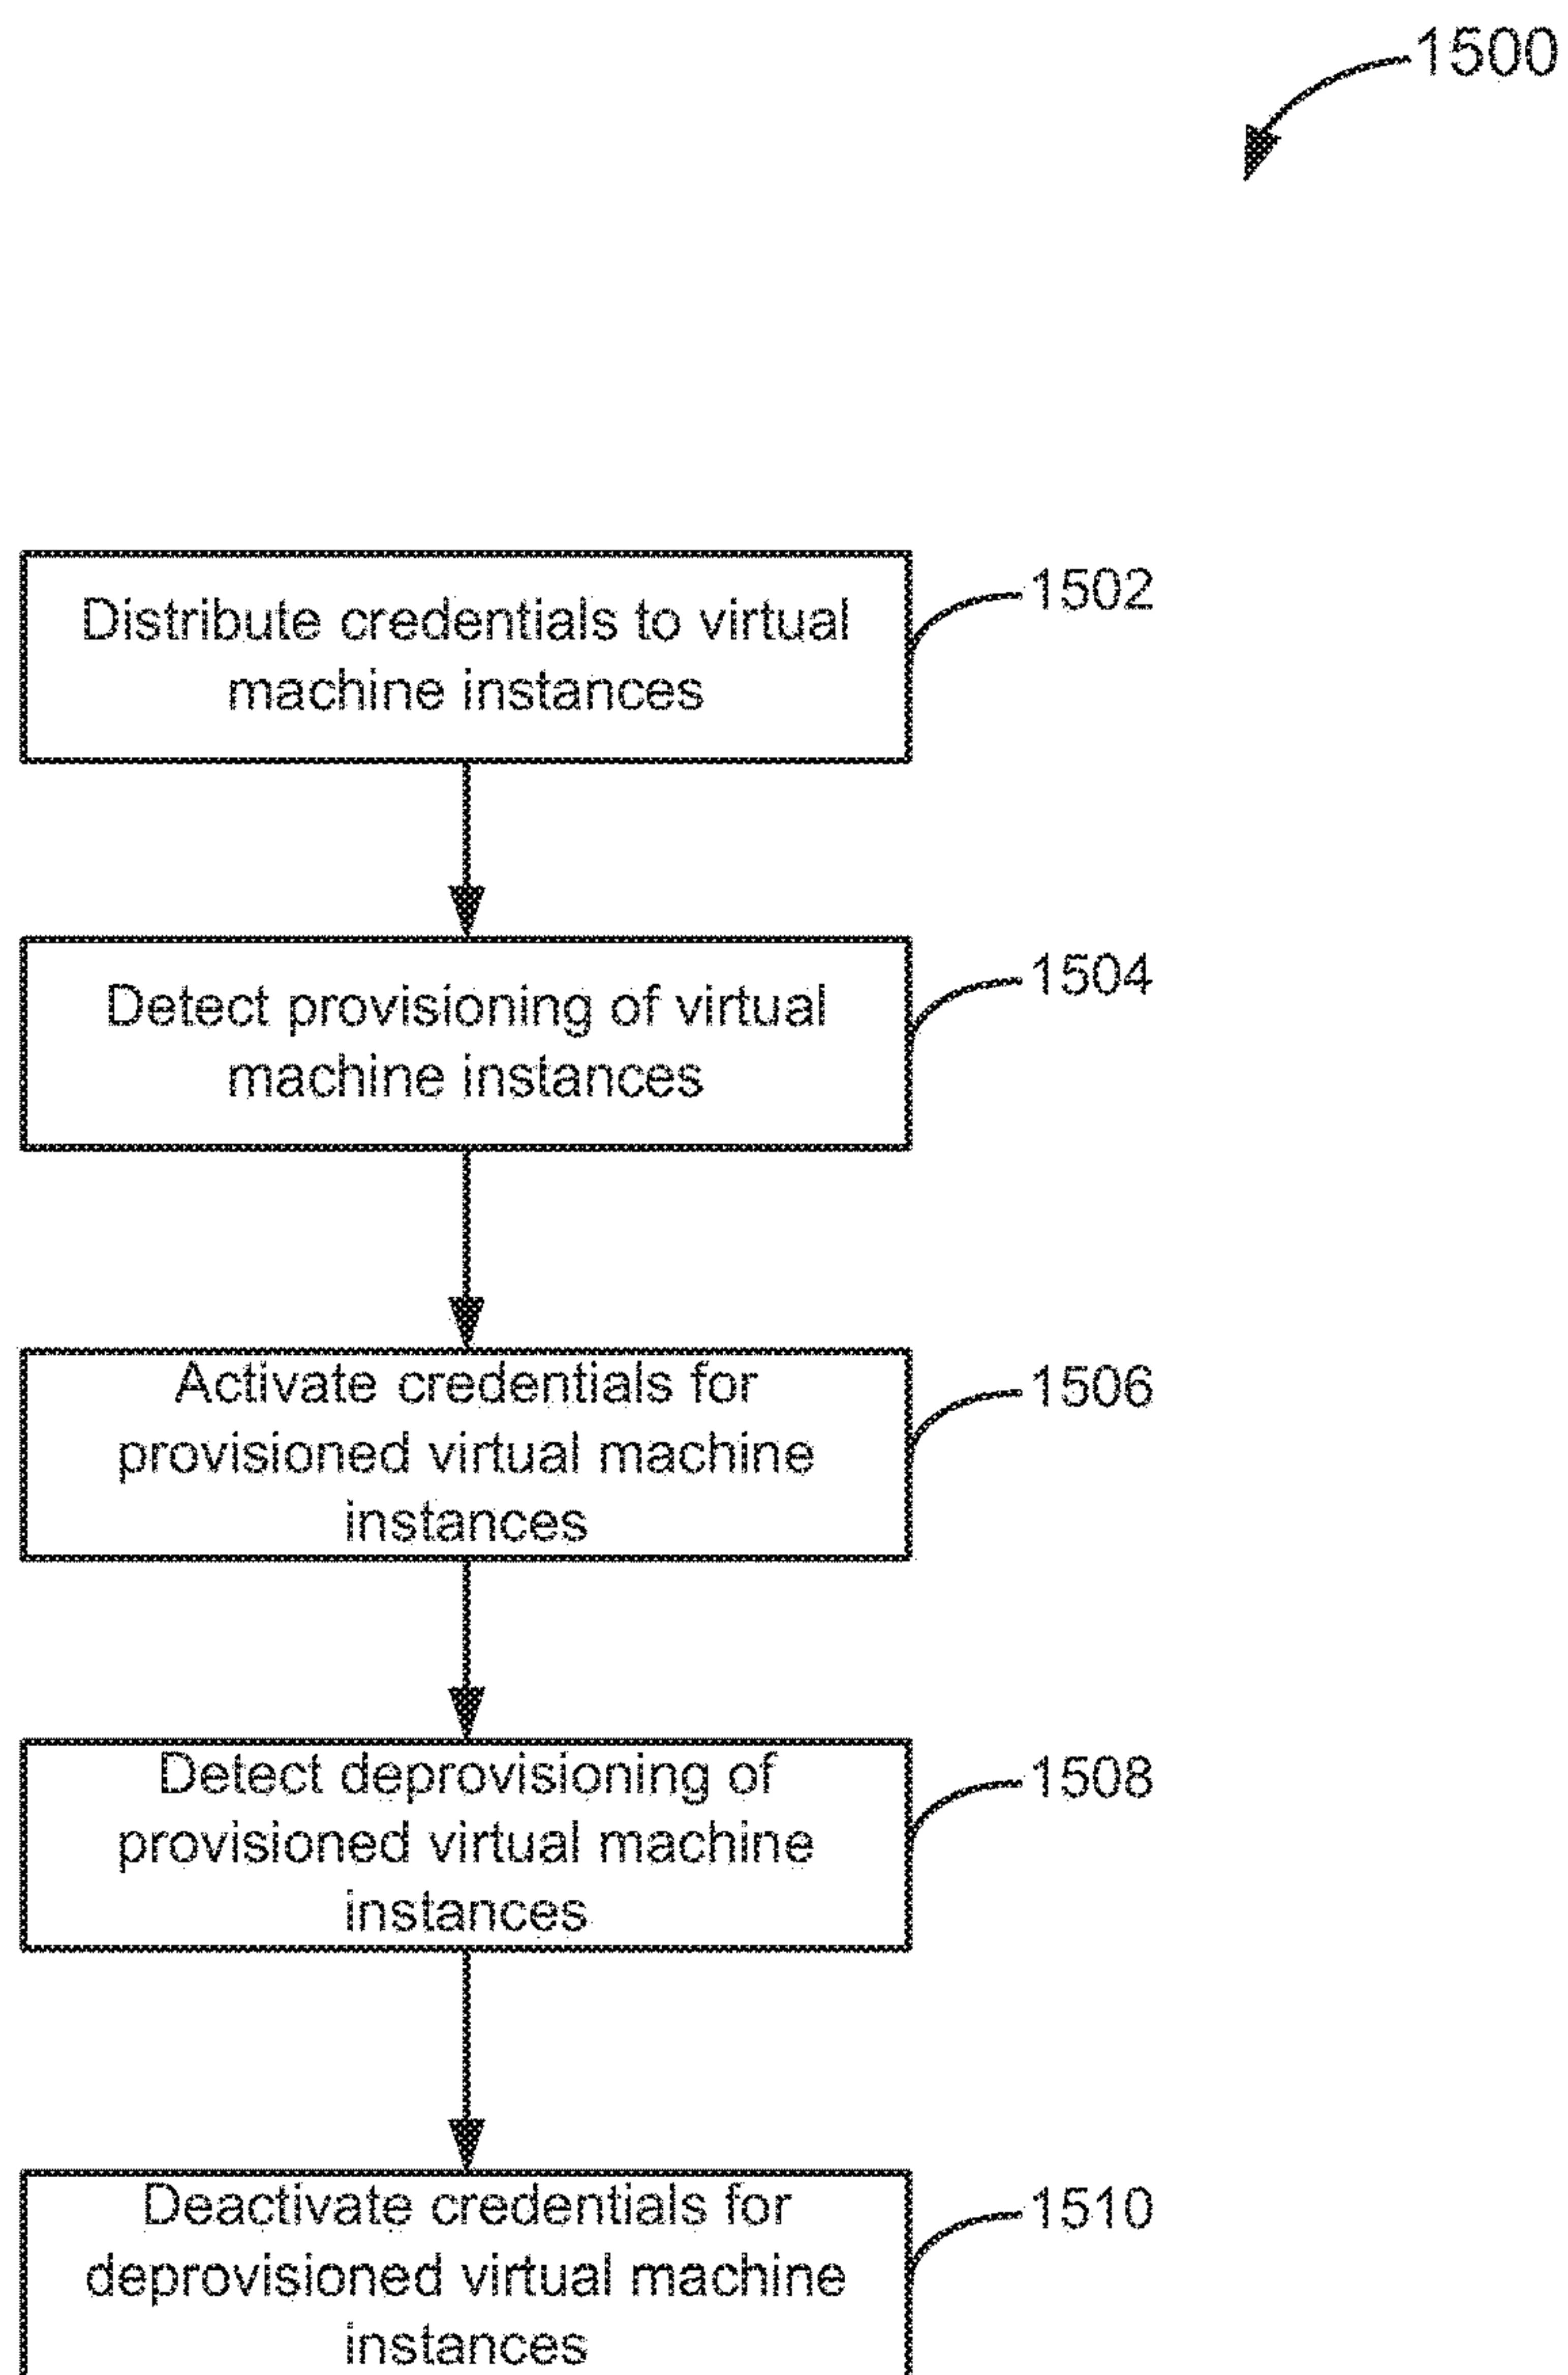 1500
Distribute credentials to virtual
machine instances
1502
Detect provisioning of virtual
machine instances
1504
Activate credentials for
provisioned virtual machine
instances
1506
Detect deprovisioning of
provisioned virtual machine
instances
1508
Deactivate credentials for
deprovisioned virtual machine
instances
1510